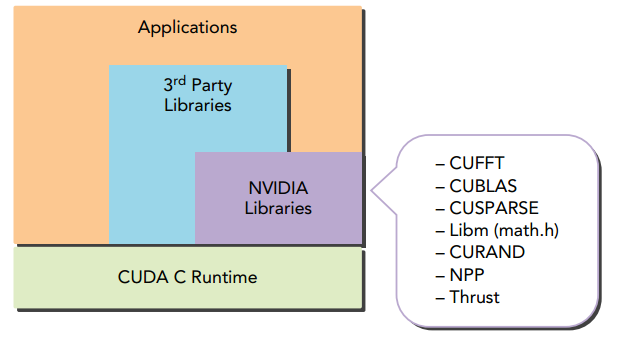 Applications
3rd Party
Libraries
NVIDIA
Libraries
CUDA C Runtime
– CUFFT
– CUBLAS
– CUSPARSE
– Libm (math.h)
– CURAND
– NPP
– Thrust